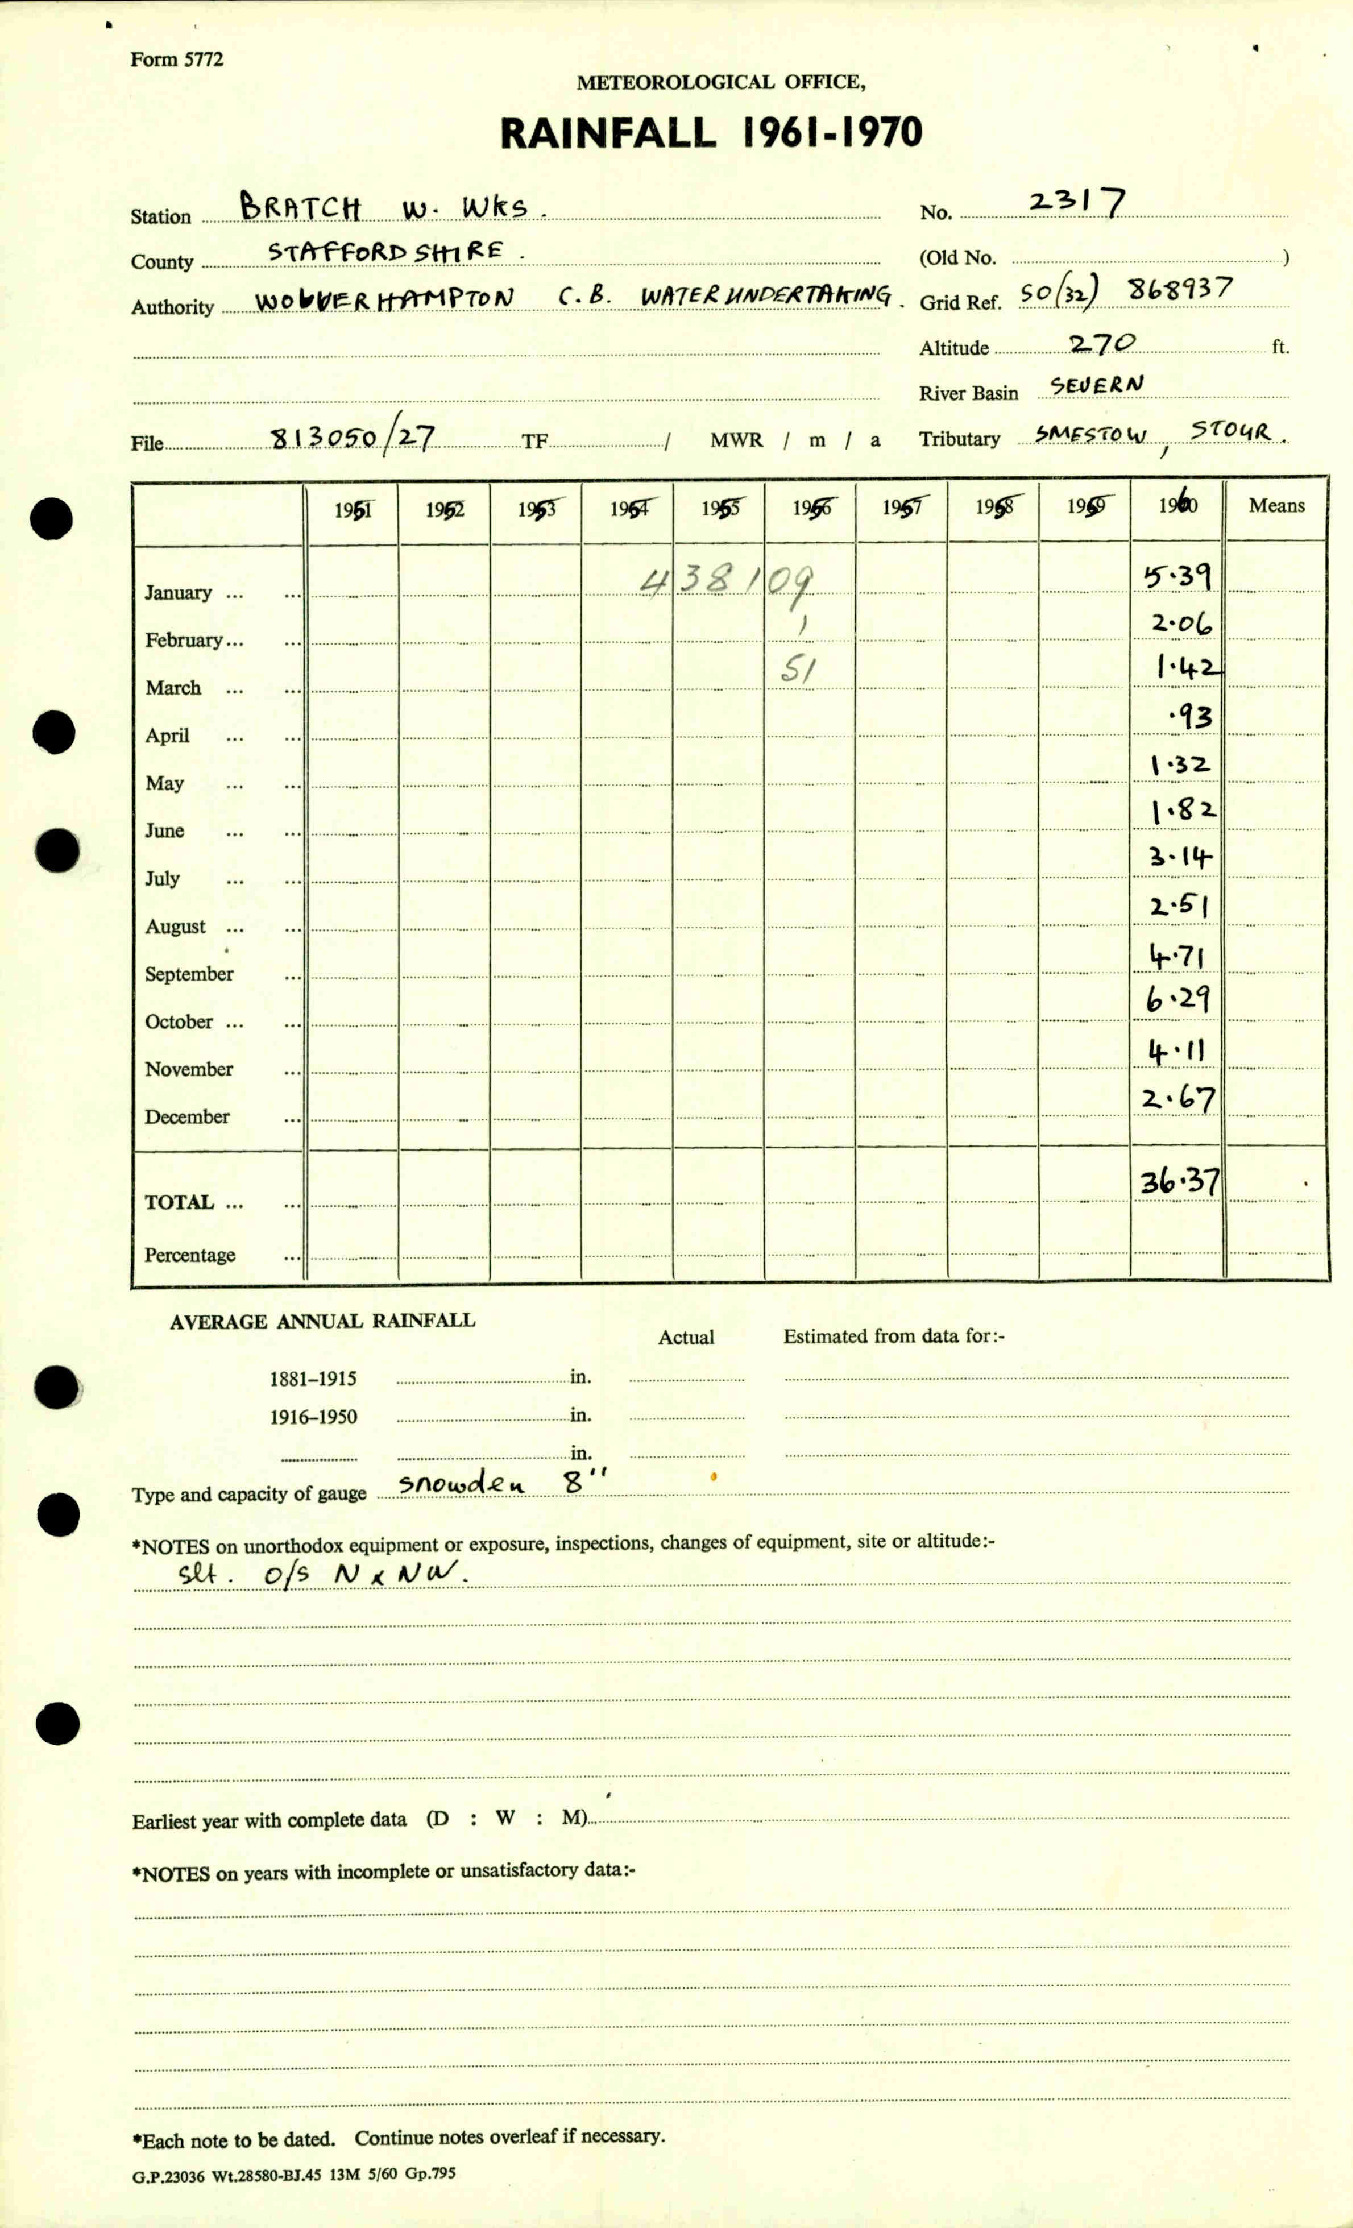 Form 5772
METEOROLOGICAL OFFICE,
RAINFALL 1961-1970
Station BRATCH W. WKS. No. 2317
County STAFFORDSHIRE. (Old No. )
Authority WOLVERHAMPTON C.B. WATER UNDERTAKING. Grid Ref. SO(32) 868937
Altitude 270 ft.
River Basin SEVERN
File 813050/27 TF / MWR / m / a Tributary SMESTOW, STOUR.
1951 1952 1953 1954 1955 1956 1957 1958 1959 1960 Means
January ... ... 438109 5.39
February ... ... 1 2.06
March ... ... 51 1.42
April ... ... .93
May ... ... 1.32
June ... ... 1.82
July ... ... 3.14
August ... ... 2.51
September ... 4.71
October ... ... 6.29
November ... 4.11
December ... 2.67
TOTAL ... ... 36.37
Percentage ...
AVERAGE ANNUAL RAINFALL
Actual Estimated from data for:-
1881-1915 in.
1916-1950 in.
in.
Type and capacity of gauge Snowden 8"
*NOTES on unorthodox equipment or exposure, inspections, changes of equipment, site or altitude:-
slt. o/s N & NW.
Earliest year with complete data (D : W : M)
*NOTES on years with incomplete or unsatisfactory data:-
*Each note to be dated. Continue notes overleaf if necessary.
G.P.23036 Wt.28580-BJ.45 13M 5/60 Gp.795